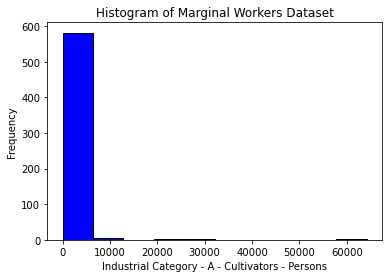 Histogram of Marginal Workers Dataset
600
500
400
300
200
100
0
Frequency
0 10000 20000 30000 40000 50000 60000
Industrial Category - A - Cultivators - Persons